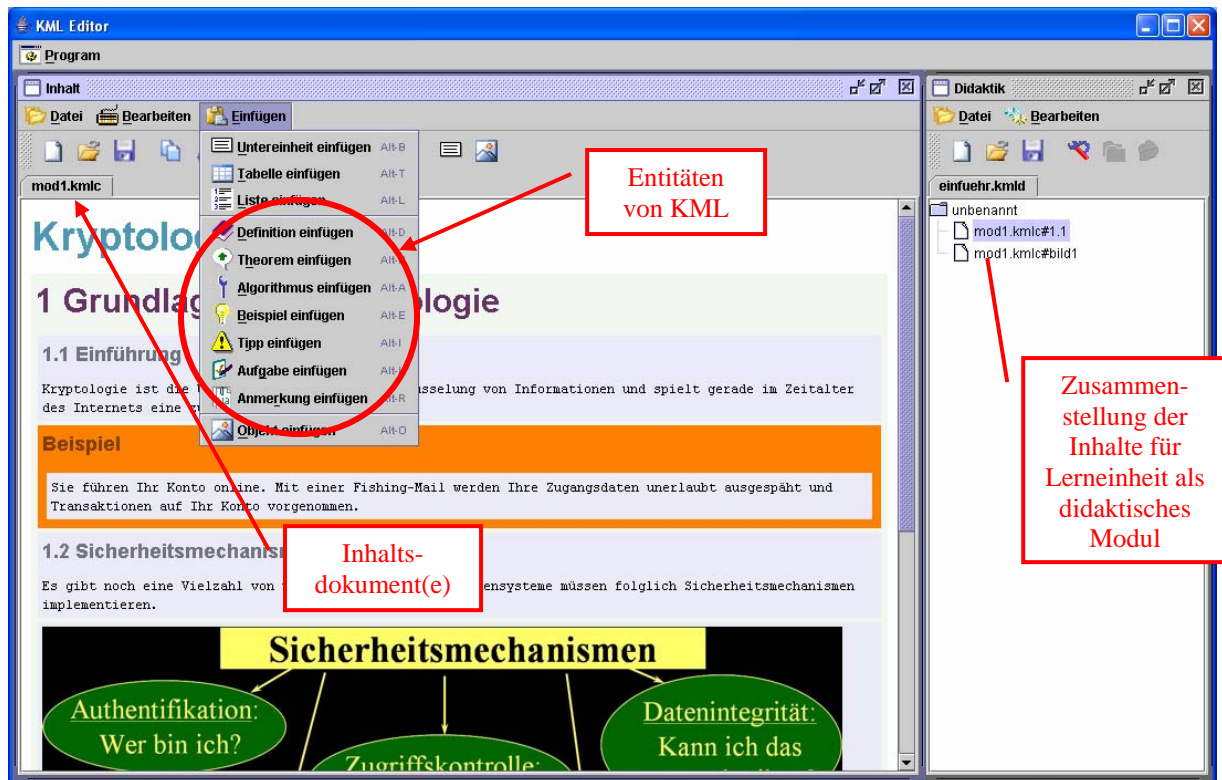 KML Editor
Program
Inhalt
Datei Bearbeiten Einfügen
mod1.kmlc
Untereinheit einfügen Alt-B
Tabelle einfügen Alt-T
Liste einfügen Alt-L
Definition einfügen Alt-D
Theorem einfügen
Algorithmus einfügen Alt-A
Beispiel einfügen Alt-E
Tipp einfügen Alt-I
Aufgabe einfügen
Anmerkung einfügen Alt-R
Objekt einfügen Alt-O
Entitäten
von KML
Kryptolo
1 Grundlag ologie
1.1 Einführung
Kryptologie ist die sselung von Informationen und spielt gerade im Zeitalter
des Internets eine
Beispiel
Sie führen Ihr Konto online. Mit einer Fishing-Mail werden Ihre Zugangsdaten unerlaubt ausgespäht und
Transaktionen auf Ihr Konto vorgenommen.
1.2 Sicherheitsmechanis
Es gibt noch eine Vielzahl von ensysteme müssen folglich Sicherheitsmechanismen
implementieren.
Inhalts-
dokument(e)
Sicherheitsmechanismen
Authentifikation:
Wer bin ich?
Zugriffskontrolle:
Datenintegrität:
Kann ich das
Didaktik
Datei Bearbeiten
einfuehr.kmld
unbenannt
mod1.kmlc#1.1
mod1.kmlc#bild1
Zusammen-
stellung der
Inhalte für
Lerneinheit als
didaktisches
Modul